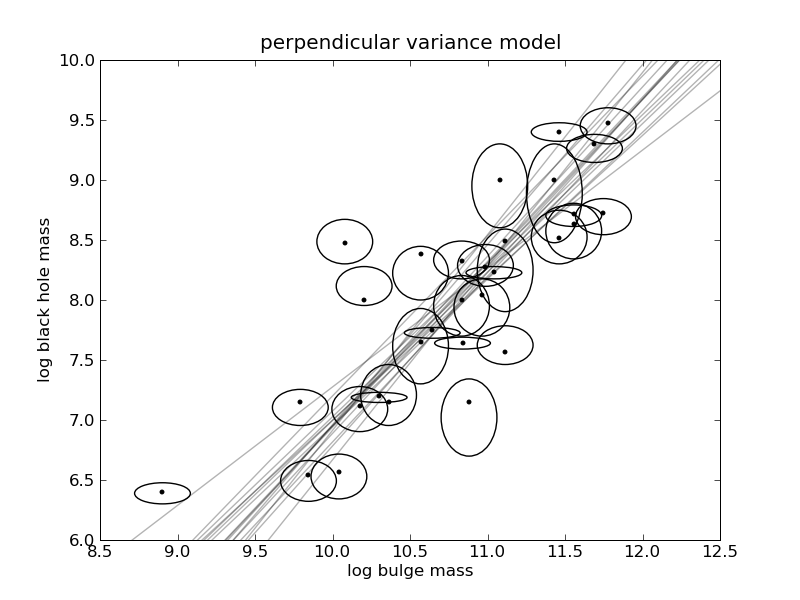 perpendicular variance model
10.0
9.5
9.0
8.5
8.0
7.5
7.0
6.5
6.0
log black hole mass
8.5 9.0 9.5 10.0 10.5 11.0 11.5 12.0 12.5
log bulge mass